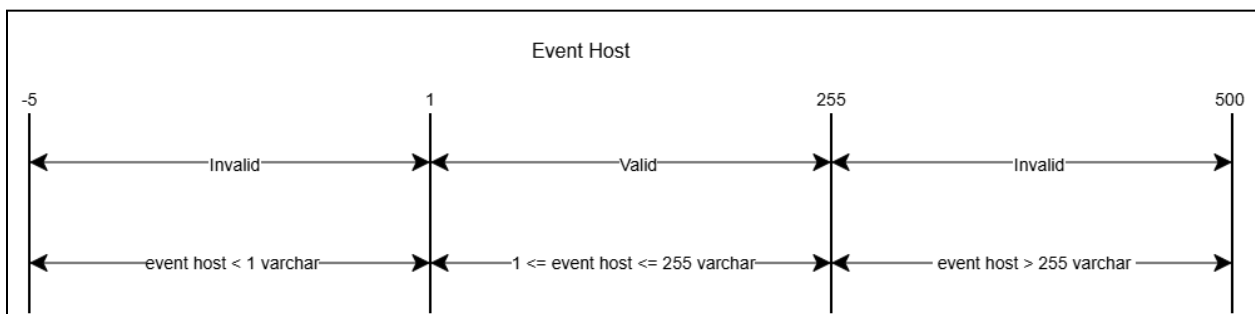 Event Host
-5 1 255 500
Invalid Valid Invalid
event host < 1 varchar 1 <= event host <= 255 varchar event host > 255 varchar